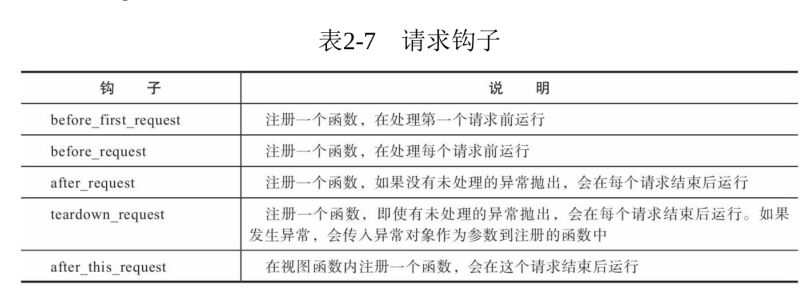 表2-7 请求钩子
钩 子 说 明
before_first_request 注册一个函数，在处理第一个请求前运行
before_request 注册一个函数，在处理每个请求前运行
after_request 注册一个函数，如果没有未处理的异常抛出，会在每个请求结束后运行
teardown_request 注册一个函数，即使有未处理的异常抛出，会在每个请求结束后运行。如果
发生异常，会传入异常对象作为参数到注册的函数中
after_this_request 在视图函数内注册一个函数，会在这个请求结束后运行